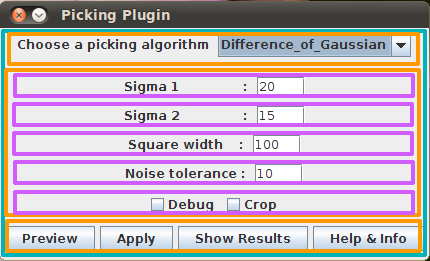 Picking Plugin
Choose a picking algorithm Difference_of_Gaussian
Sigma 1 : 20
Sigma 2 : 15
Square width : 100
Noise tolerance : 10
Debug Crop
Preview Apply Show Results Help & Info